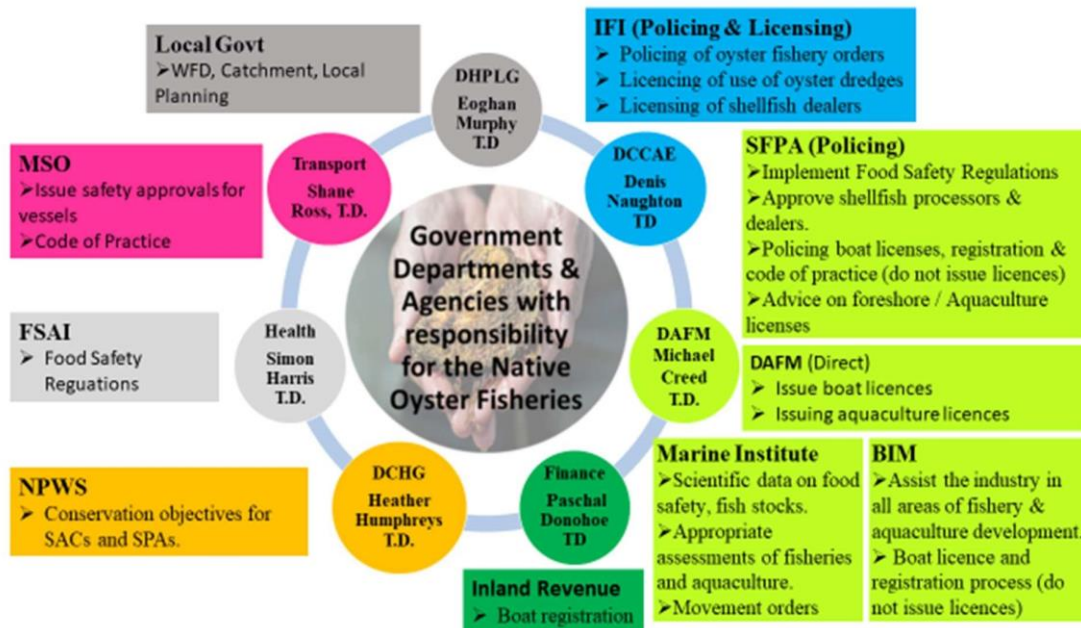 Local Govt
➢WFD, Catchment, Local
Planning
DHPLG
Eoghan
Murphy
T.D
IFI (Policing & Licensing)
➢ Policing of oyster fishery orders
➢ Licencing of use of oyster dredges
➢ Licensing of shellfish dealers
MSO
➢Issue safety approvals for
vessels
➢Code of Practice
Transport
Shane
Ross, T.D.
DCCAE
Denis
Naughton
TD
SFPA (Policing)
➢Implement Food Safety Regulations
➢Approve shellfish processors &
dealers.
➢Policing boat licenses, registration &
code of practice (do not issue licences)
➢Advice on foreshore / Aquaculture
licenses
Government
Departments &
Agencies with
responsibility
for the Native
Oyster Fisheries
FSAI
➢ Food Safety
Reguations
Health
Simon
Harris
T.D.
DAFM
Michael
Creed
T.D.
DAFM (Direct)
➢ Issue boat licences
➢ Issuing aquaculture licences
NPWS
➢ Conservation objectives for
SACs and SPAs.
DCHG
Heather
Humphreys
T.D.
Finance
Paschal
Donohoe
TD
Inland Revenue
➢ Boat registration
Marine Institute
➢Scientific data on food
safety, fish stocks.
➢Appropriate
assessments of fisheries
and aquaculture.
➢Movement orders
BIM
➢Assist the industry in
all areas of fishery &
aquaculture development.
➢ Boat licence and
registration process (do
not issue licences)